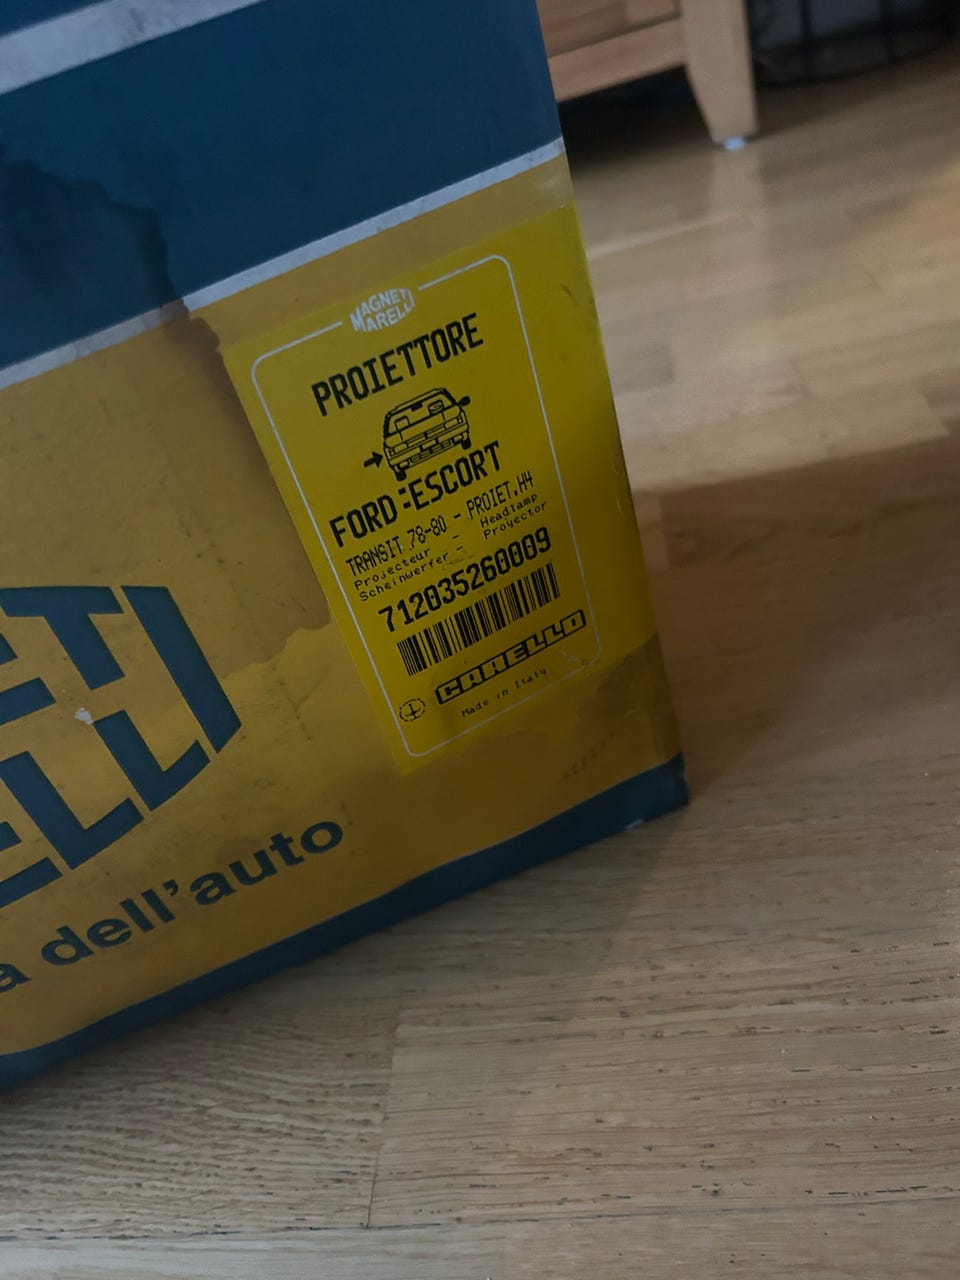 MAGNETI
MARELLI
PROIETTORE
FORD:ESCORT
TRANSIT 78-80 - PROIET.H4
Projecteur - Headlamp
Scheinwerfer - Proyector
712035260009
CARELLO
Made in Italy
ETI
ELLI
a dell'auto